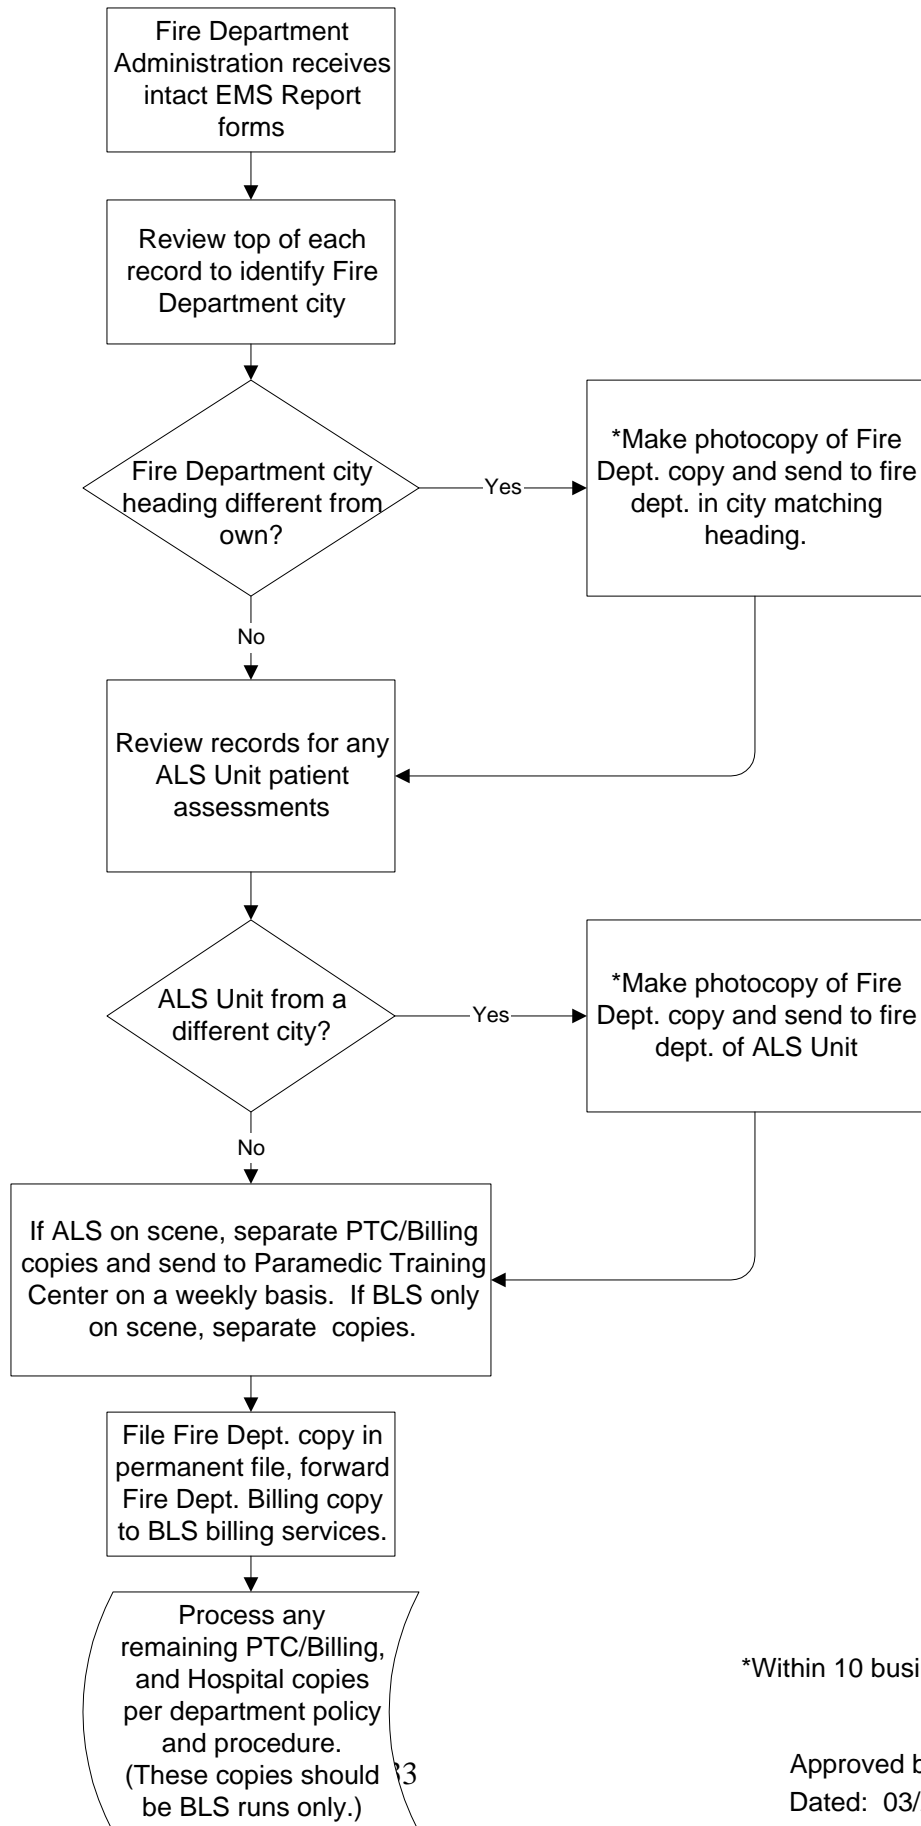 Fire Department
Administration receives
intact EMS Report
forms
Review top of each
record to identify Fire
Department city
Fire Department city
heading different from
own?
Yes
*Make photocopy of Fire
Dept. copy and send to fire
dept. in city matching
heading.
No
Review records for any
ALS Unit patient
assessments
ALS Unit from a
different city?
Yes
*Make photocopy of Fire
Dept. copy and send to fire
dept. of ALS Unit
No
If ALS on scene, separate PTC/Billing
copies and send to Paramedic Training
Center on a weekly basis.  If BLS only
on scene, separate  copies.
File Fire Dept. copy in
permanent file, forward
Fire Dept. Billing copy
to BLS billing services.
Process any
remaining PTC/Billing,
and Hospital copies
per department policy
and procedure.
(These copies should
be BLS runs only.)
*Within 10
Approved
Dated:  03/